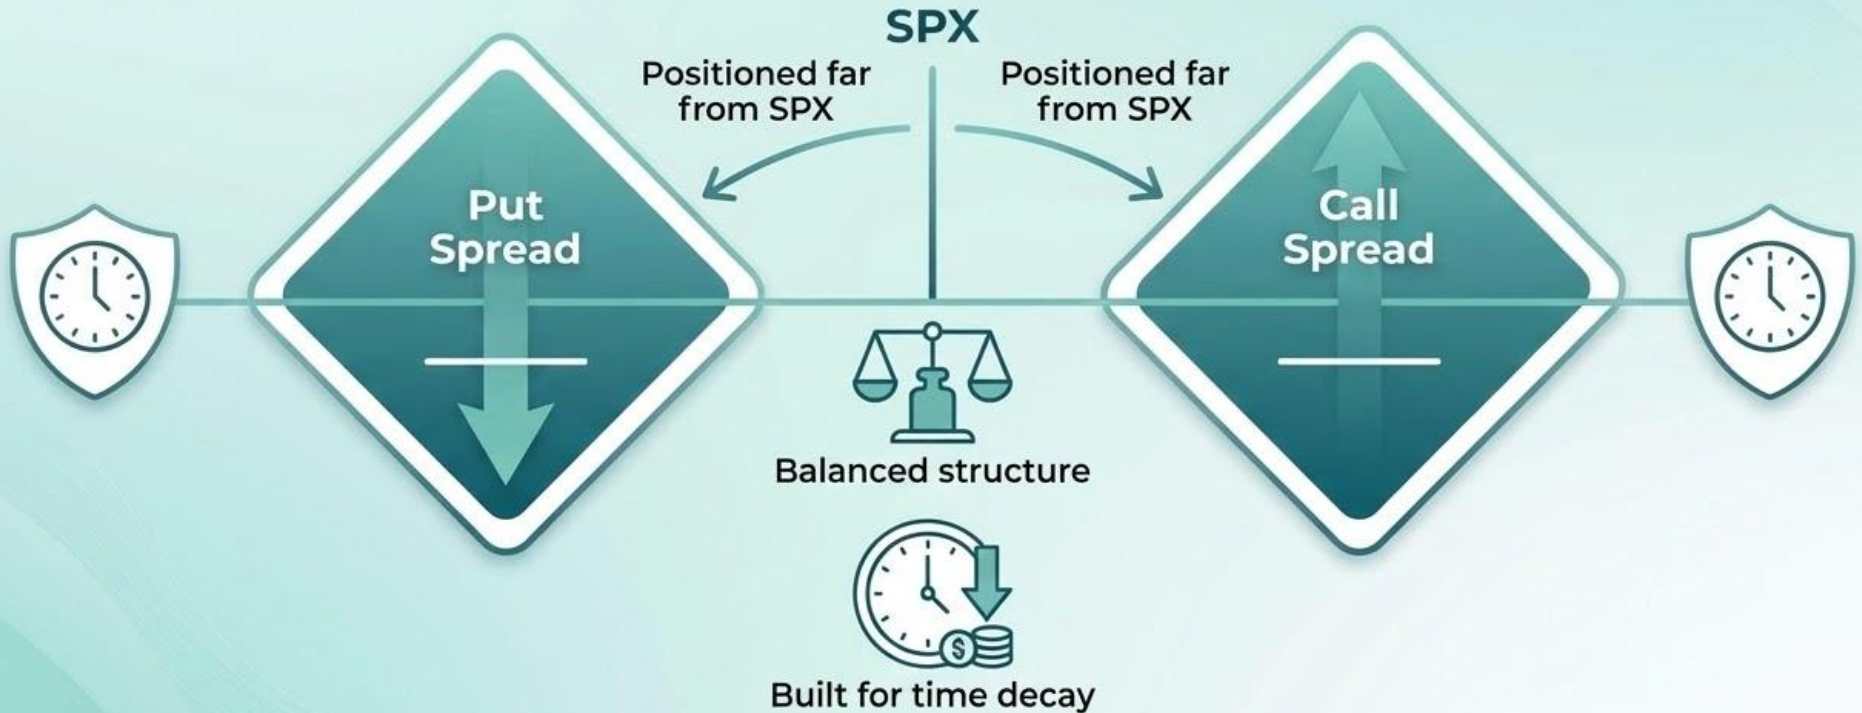 SPX
Positioned far
from SPX
Positioned far
from SPX
Put
Spread
Call
Spread
$
Balanced structure
Built for time decay